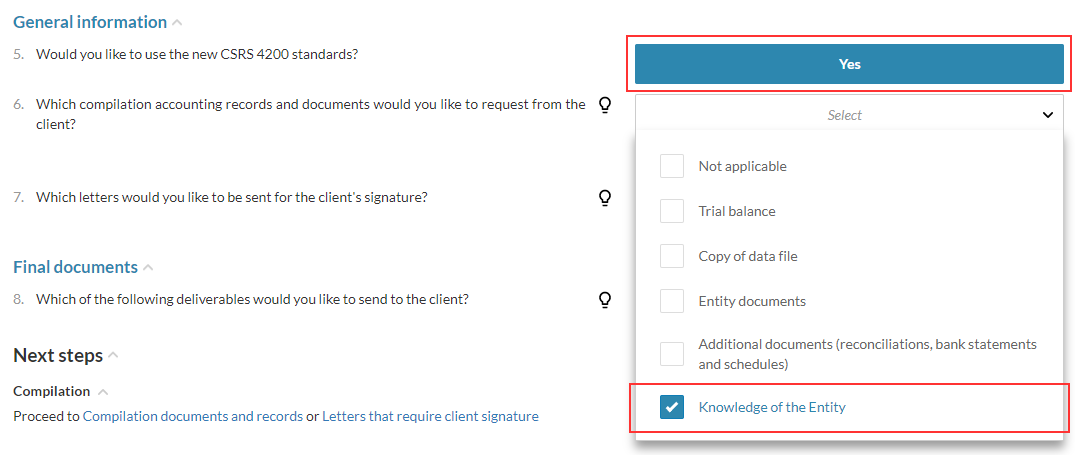 General information
5. Would you like to use the new CSRS 4200 standards?
Yes
6. Which compilation accounting records and documents would you like to request from the
client?
Select
Not applicable
Trial balance
Copy of data file
Entity documents
Additional documents (reconciliations, bank statements
and schedules)
Knowledge of the Entity
7. Which letters would you like to be sent for the client's signature?
Final documents
8. Which of the following deliverables would you like to send to the client?
Next steps
Compilation
Proceed to Compilation documents and records or Letters that require client signature